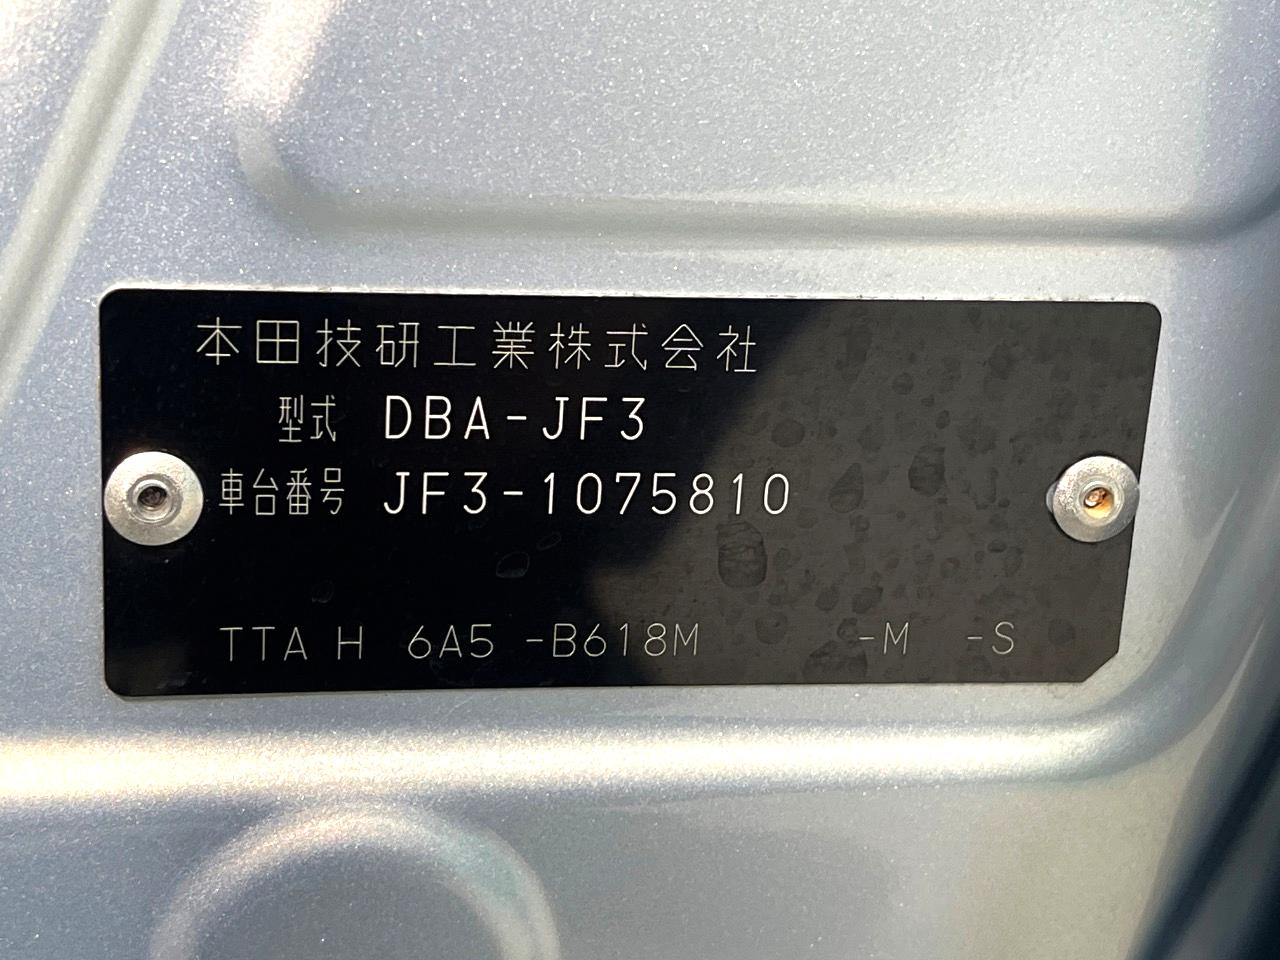 本田技研工業株式会社
型式 DBA-JF3
車台番号 JF3-1075810
TTA H 6A5 -B618M -M -S